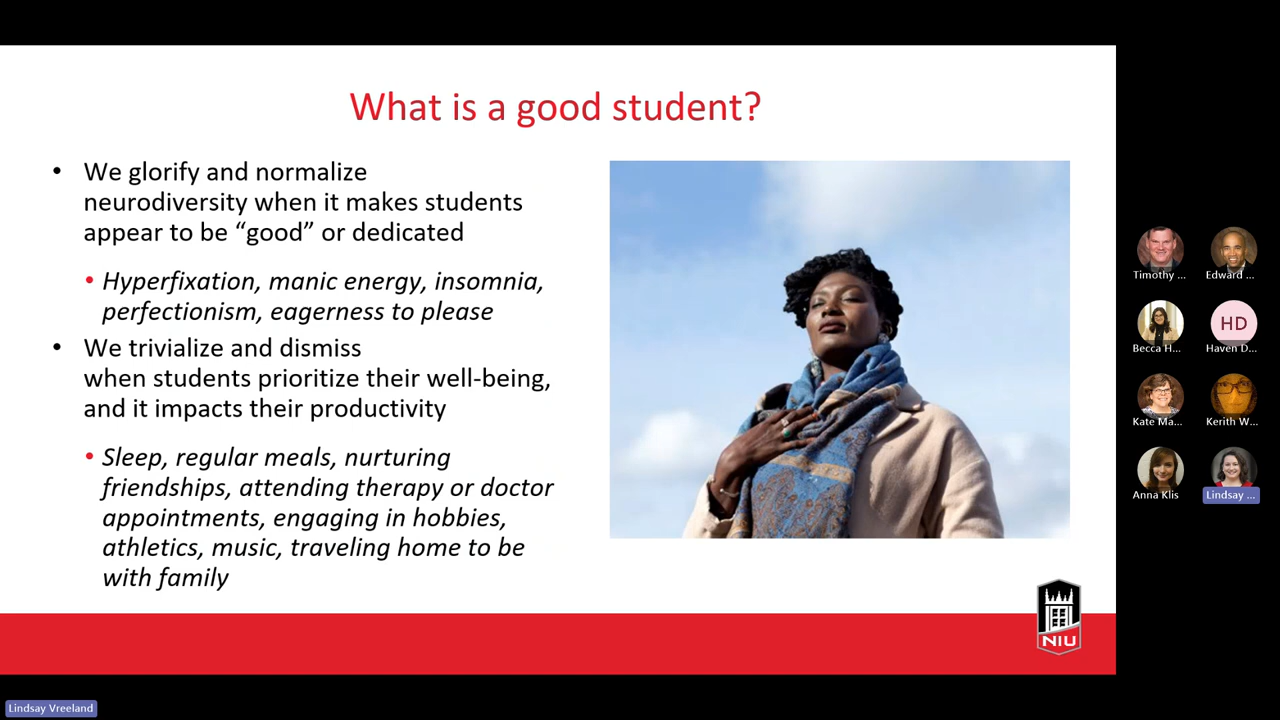 What is a good student?
• We glorify and normalize
neurodiversity when it makes students
appear to be “good” or dedicated
• Hyperfixation, manic energy, insomnia,
perfectionism, eagerness to please
• We trivialize and dismiss
when students prioritize their well-being,
and it impacts their productivity
• Sleep, regular meals, nurturing
friendships, attending therapy or doctor
appointments, engaging in hobbies,
athletics, music, traveling home to be
with family
NIU
Timothy ...
Edward ...
HD
Becca H...
Haven D...
Kate Ma...
Kerith W...
Anna Klis
Lindsay ...
Lindsay Vreeland